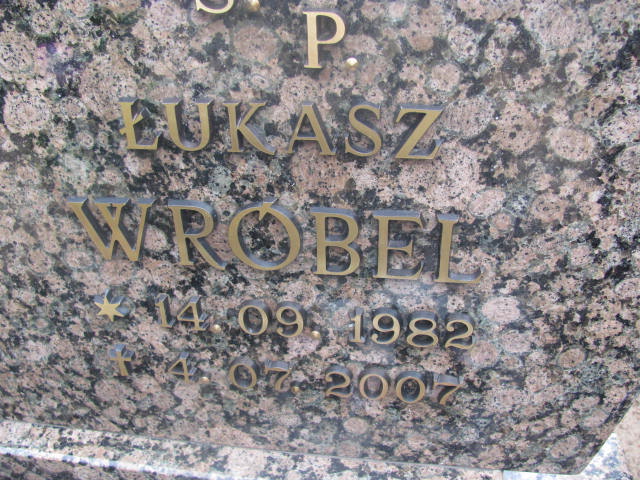 S.
P.
ŁUKASZ
WRÓBEL
* 14. 09. 1982
† 4. 07. 2007